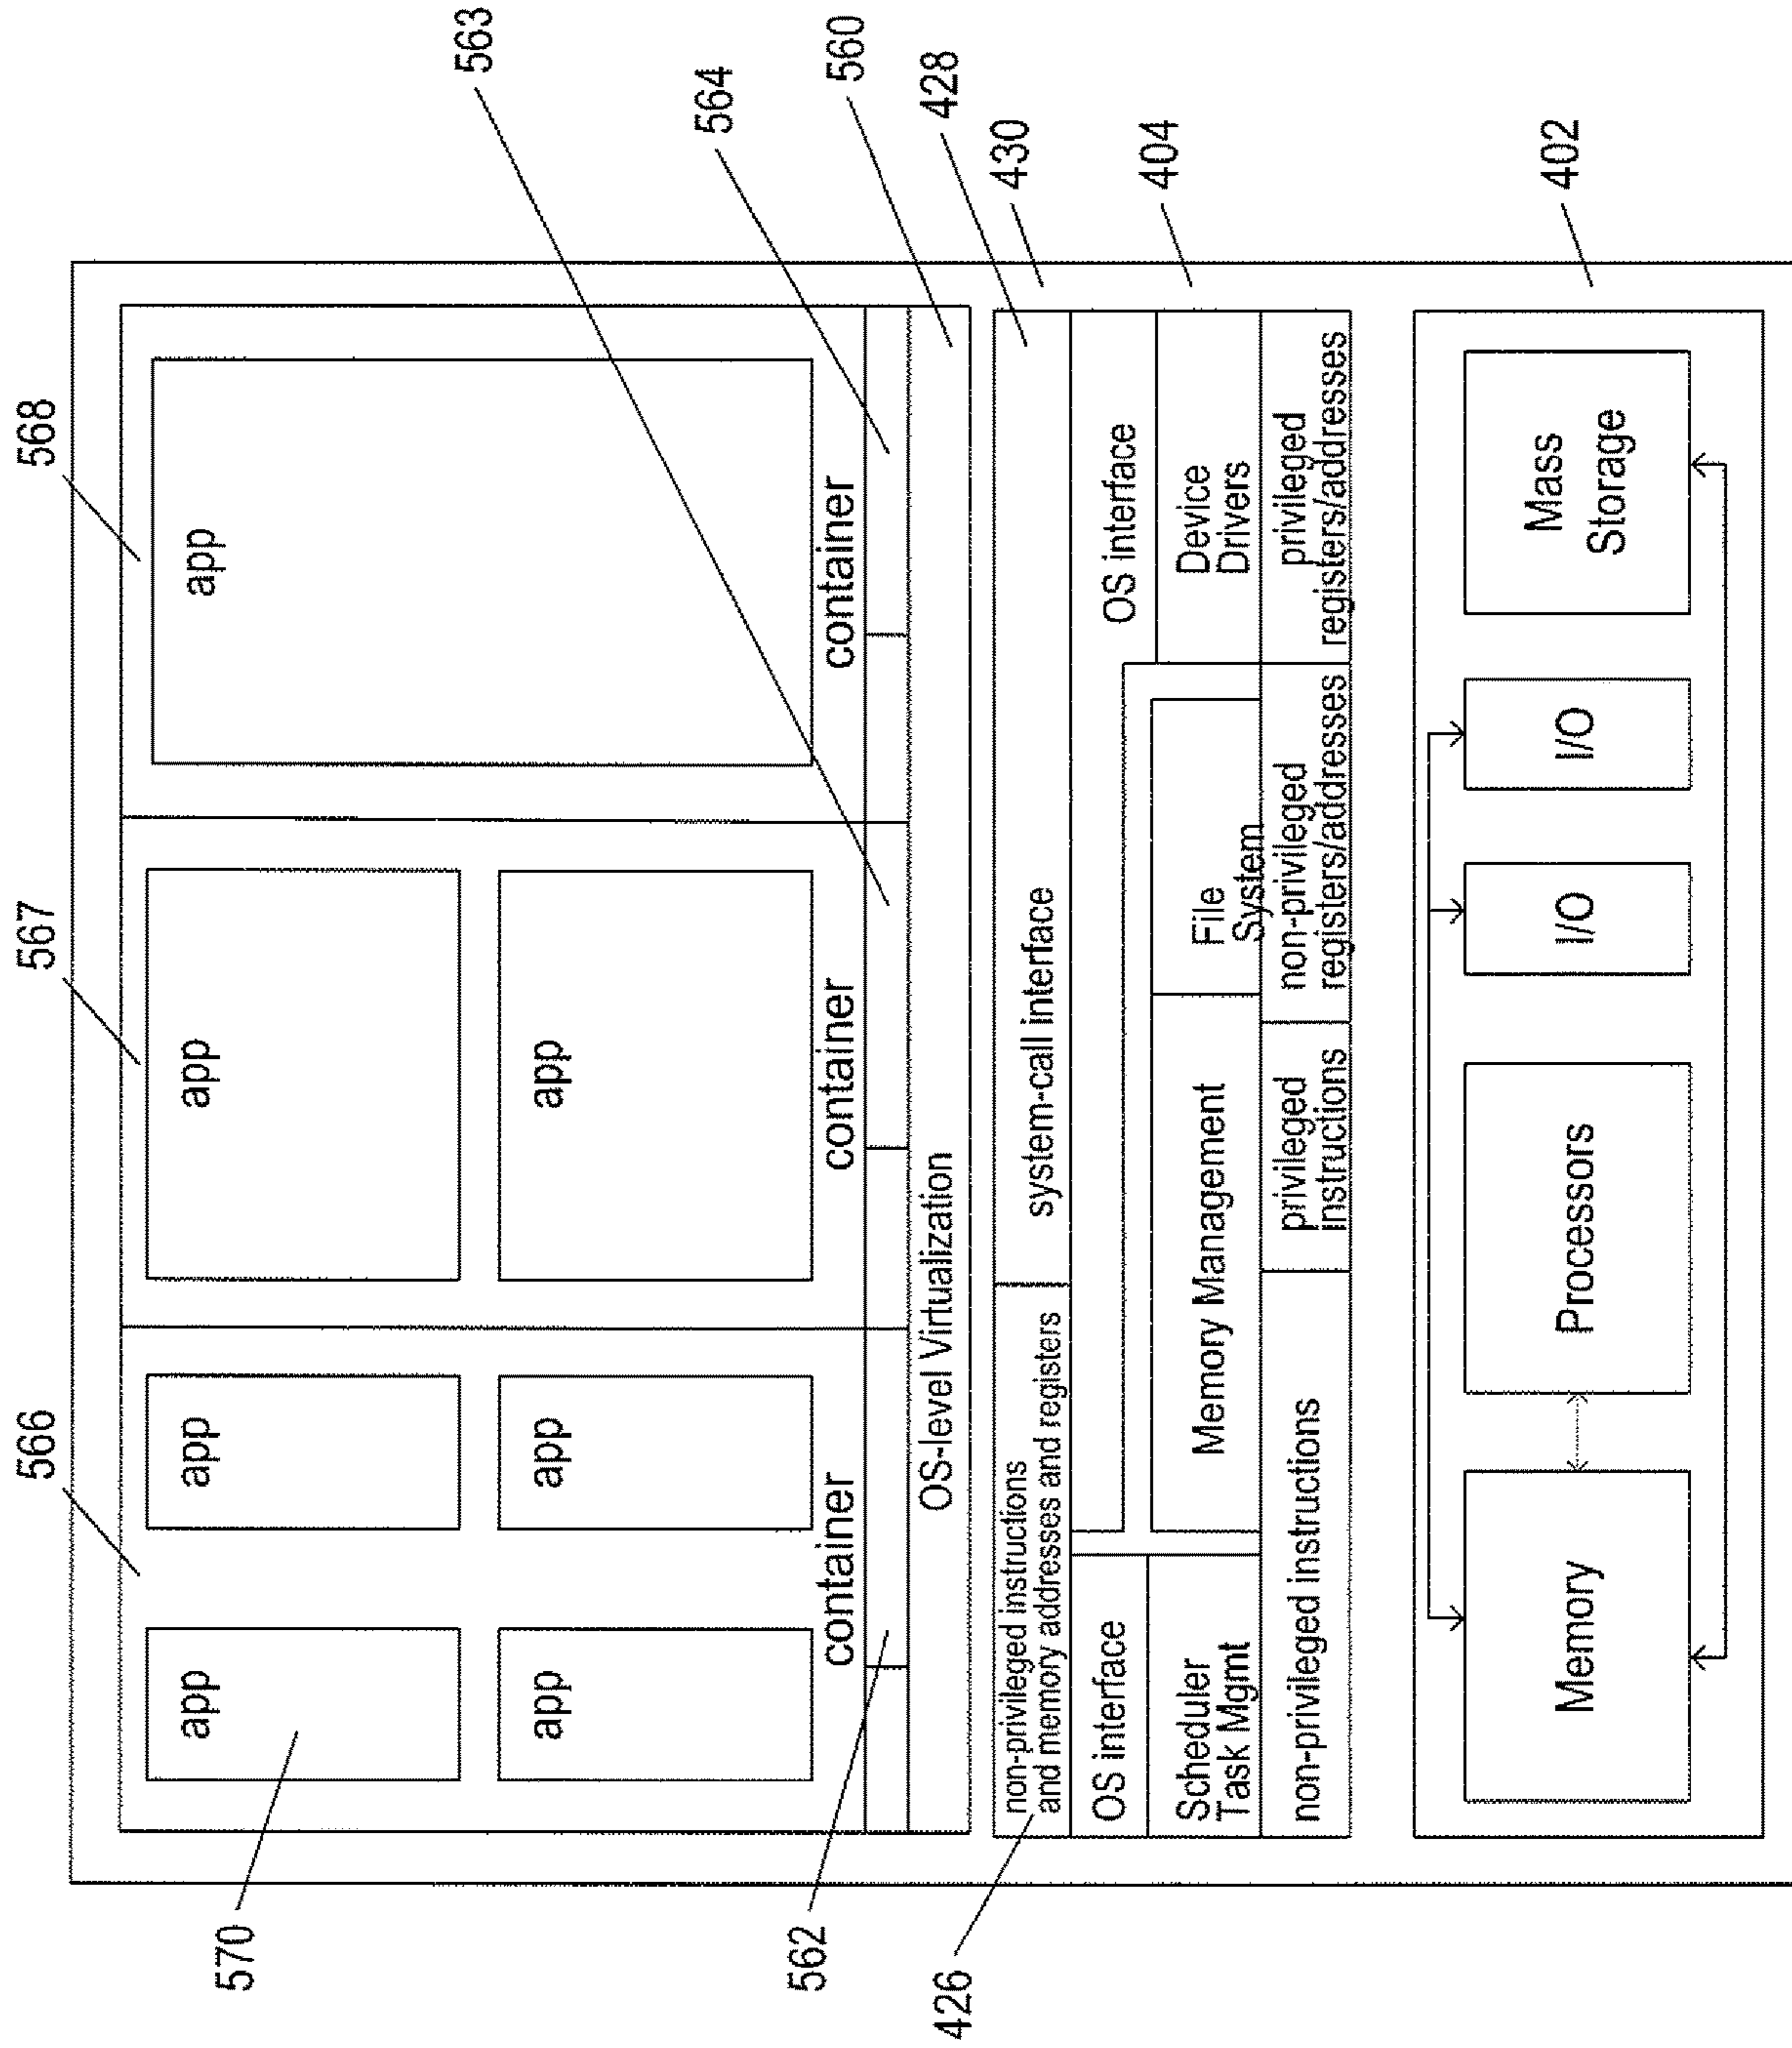 566
567
568
app
app
app
app
570
563
app
app
app
564
562
container
container
container
560
OS-level Virtualization
428
426
non-privileged instructions
and memory addresses and registers
system-call interface
430
OS interface
OS interface
404
Scheduler
Task Mgmt
Memory Management
File
System
Device
Drivers
non-privileged instructions
privileged
instructions
non-privileged
registers/addresses
privileged
registers/addresses
402
Memory
Processors
I/O
I/O
Mass
Storage